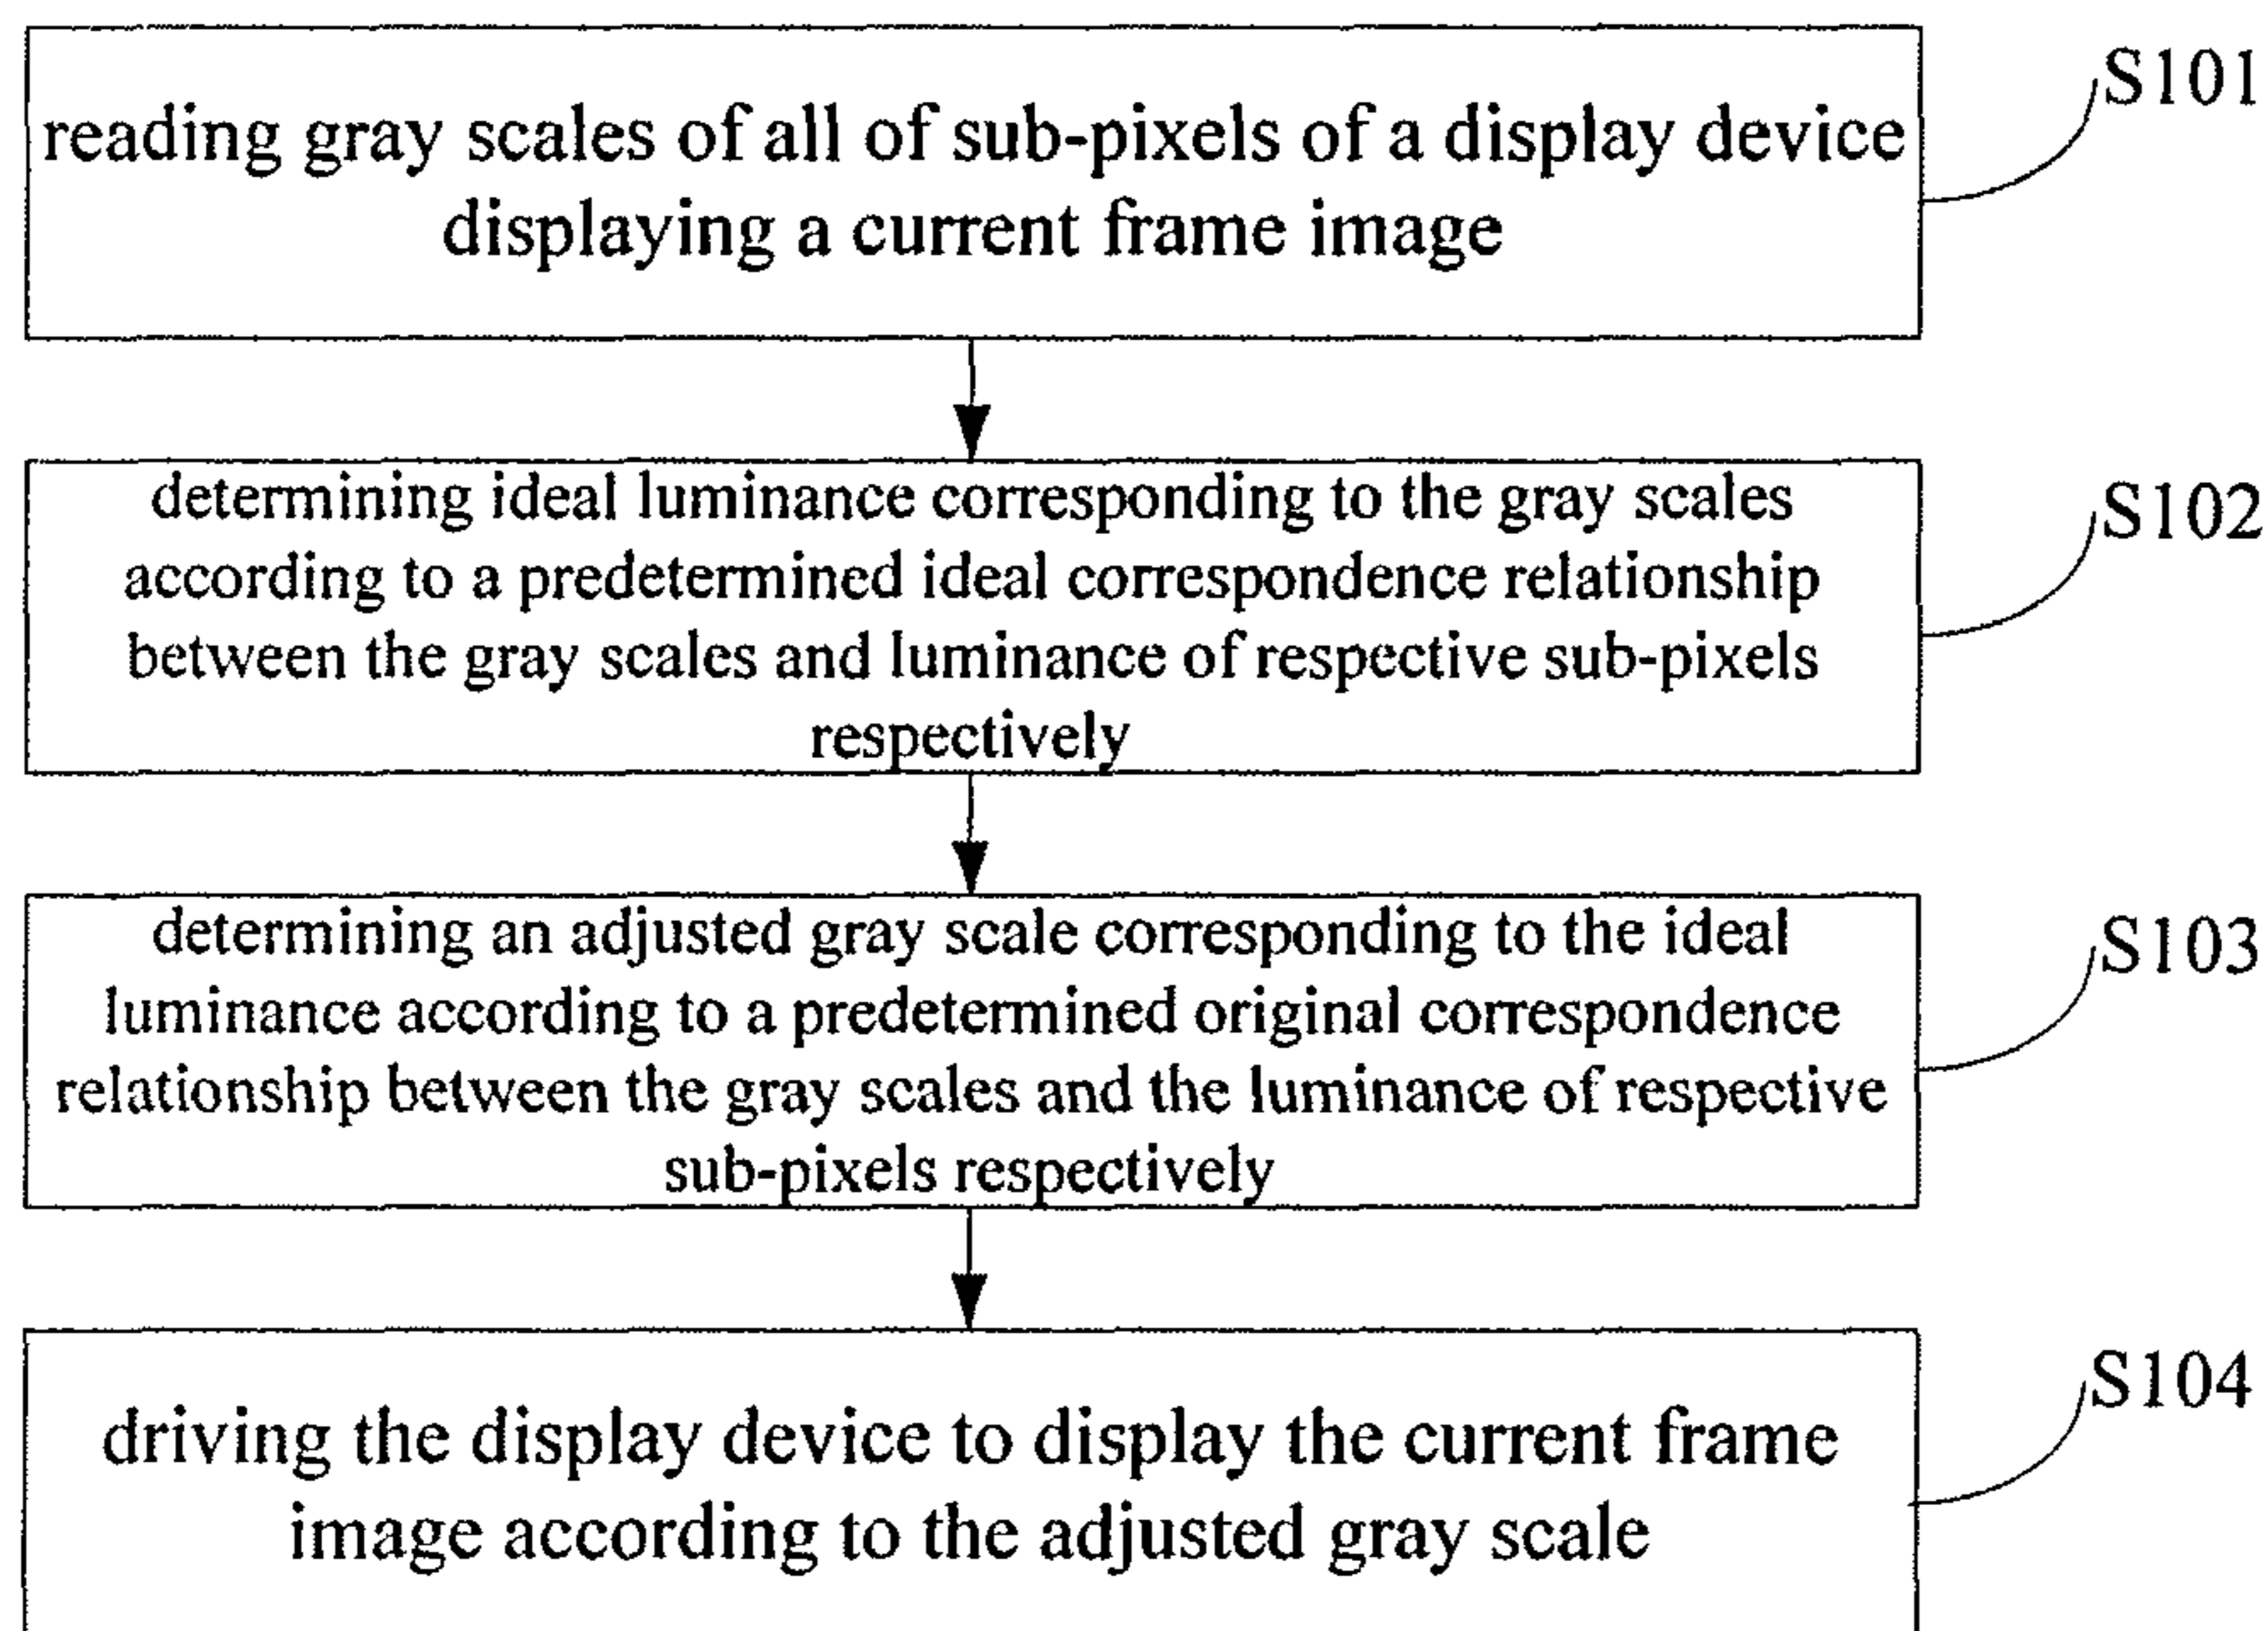 reading gray scales of all of sub-pixels of a display device
displaying a current frame image
S101
determining ideal luminance corresponding to the gray scales
according to a predetermined ideal correspondence relationship
between the gray scales and luminance of respective sub-pixels
respectively
S102
determining an adjusted gray scale corresponding to the ideal
luminance according to a predetermined original correspondence
relationship between the gray scales and the luminance of respective
sub-pixels respectively
S103
driving the display device to display the current frame
image according to the adjusted gray scale
S104